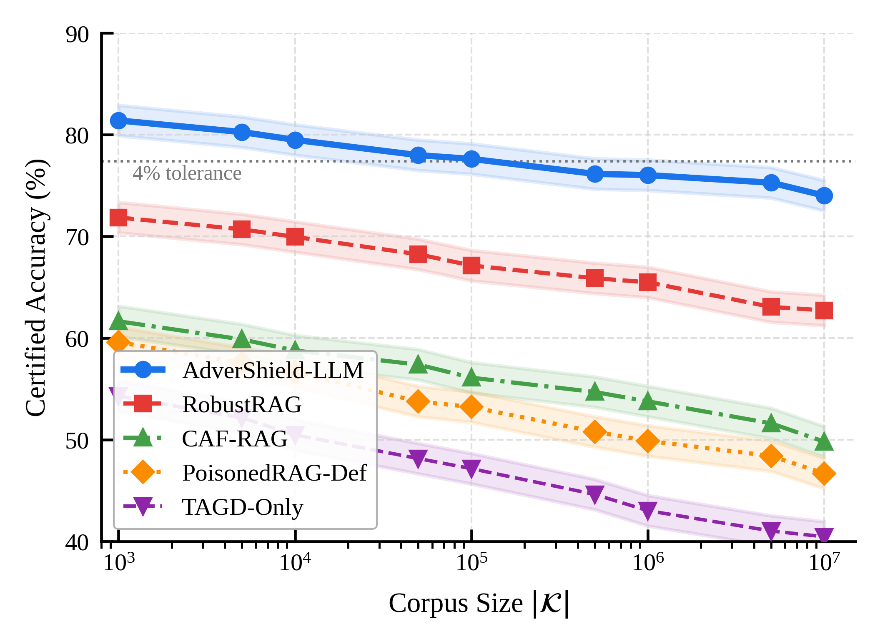 90
80
70
60
50
40
Certified Accuracy (%)
4% tolerance
AdverShield-LLM
RobustRAG
CAF-RAG
PoisonedRAG-Def
TAGD-Only
10³ 10⁴ 10⁵ 10⁶ 10⁷
Corpus Size |𝒦|